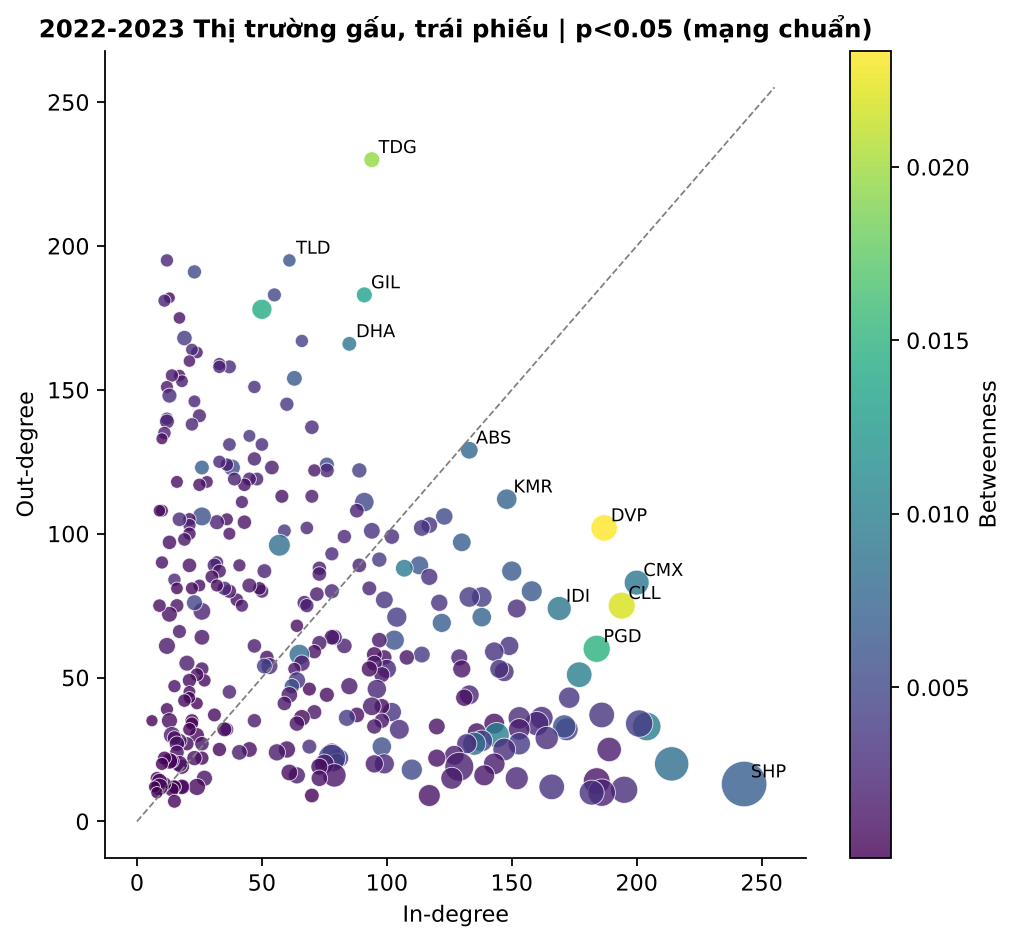 2022-2023 Thị trường gấu, trái phiếu | p<0.05 (mạng chuẩn)
250
200
150
100
50
0
Out-degree
TDG
TLD
GIL
DHA
ABS
KMR
DVP
CMX
CLL
IDI
PGD
SHP
0
50
100
150
200
250
In-degree
0.020
0.015
0.010
0.005
Betweenness